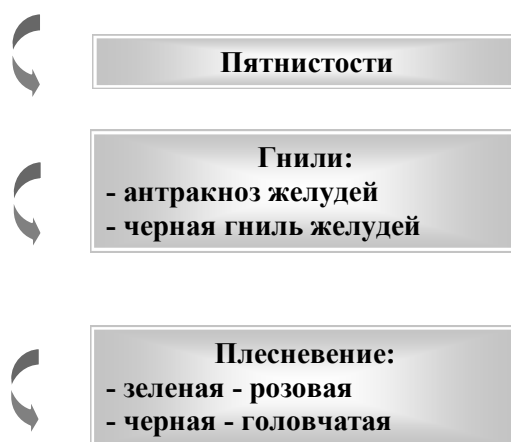 Пятнистости
Гнили:
- антракноз желудей
- черная гниль желудей
Плесневение:
- зеленая - розовая
- черная - головчатая